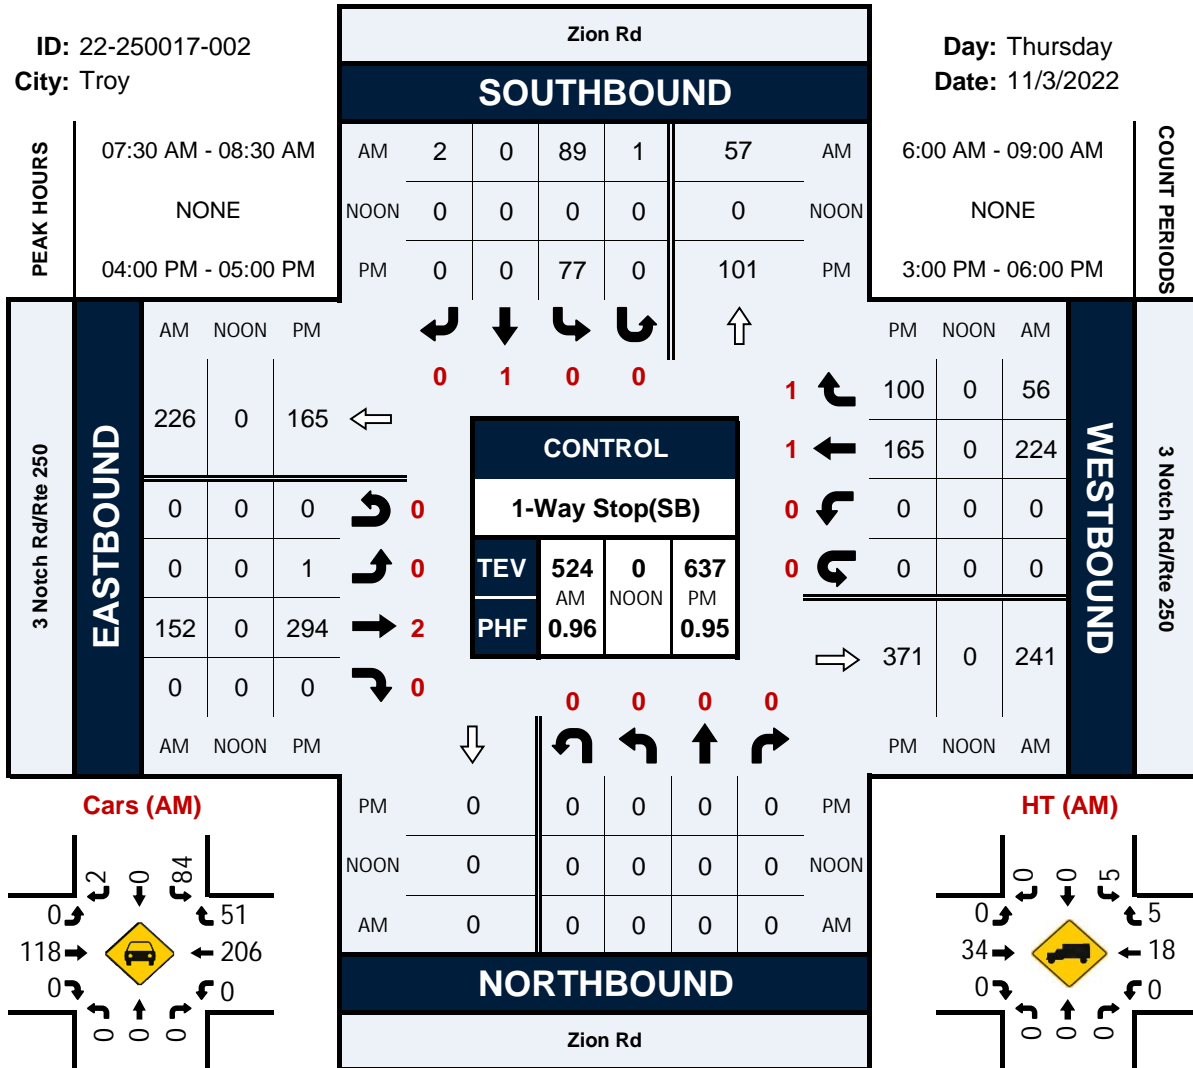 Zion Rd
ID: 22-250017-002
Day: Thursday
City: Troy
SOUTHBOUND
Date: 11/3/2022
PEAK HOURS
07:30 AM - 08:30 AM
AM 2 0 89 1 57 AM
6:00 AM - 09:00 AM
COUNT PERIODS
NONE
NOON 0 0 0 0 0 NOON
NONE
04:00 PM - 05:00 PM
PM 0 0 77 0 101 PM
3:00 PM - 06:00 PM
3 Notch Rd/Rte 250
EASTBOUND
AM NOON PM
226 0 165
0 0 0 0
0 0 1 0
152 0 294 2
0 0 0 0
AM NOON PM
0 1 0 0
CONTROL
1-Way Stop(SB)
TEV 524 0 637
AM NOON PM
PHF 0.96 0.95
PM NOON AM
1 100 0 56
1 165 0 224
0 0 0 0
0 0 0 0
371 0 241
PM NOON AM
WESTBOUND
3 Notch Rd/Rte 250
0 0 0 0
PM 0 0 0 0 0 PM
NOON 0 0 0 0 0 NOON
AM 0 0 0 0 0 AM
NORTHBOUND
Zion Rd
Cars (AM)
2 0 84
0 51
118 206
0 0
0 0 0
HT (AM)
0 0 5
0 5
34 18
0 0
0 0 0